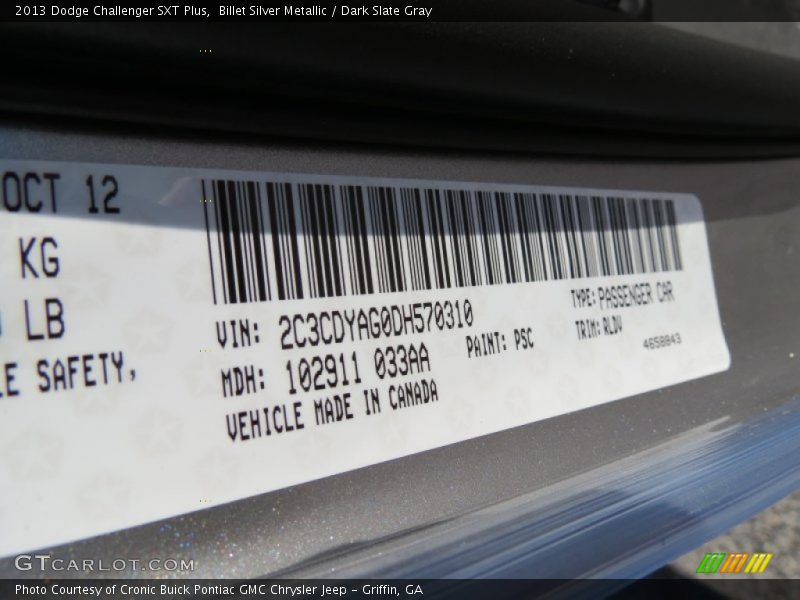 2013 Dodge Challenger SXT Plus,  Billet Silver Metallic / Dark Slate Gray
OCT 12
KG
LB
SAFETY,
VIN: 2C3CDYAG0DH570310
TYPE: PASSENGER CAR
MDH: 102911 033AA
PAINT: PSC
TRIM: RLDV
4658843
VEHICLE MADE IN CANADA
GTCARLOT.COM
Photo Courtesy of Cronic Buick Pontiac GMC Chrysler Jeep - Griffin, GA